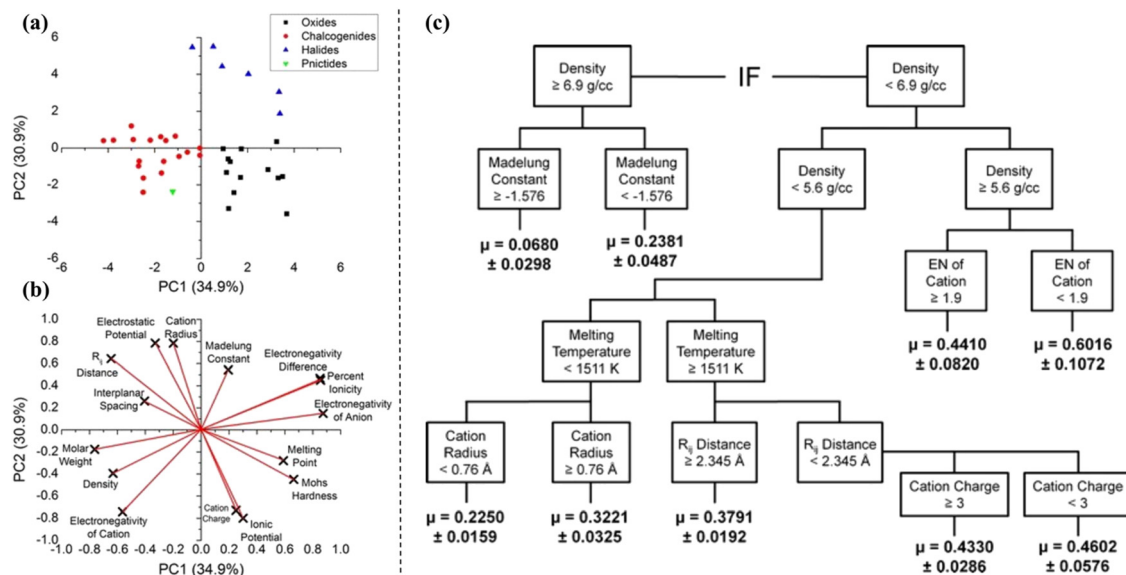 (a)
6
4
2
0
-2
-4
-6
-6 -4 -2 0 2 4 6
PC2 (30.9%)
PC1 (34.9%)
Oxides
Chalcogenides
Halides
Pnictides
(b)
1.0
0.8
0.6
0.4
0.2
0.0
-0.2
-0.4
-0.6
-0.8
-1.0
-1.0 -0.8 -0.6 -0.4 -0.2 0.0 0.2 0.4 0.6 0.8 1.0
PC2 (30.9%)
PC1 (34.9%)
Electrostatic
Potential
Cation
Radius
Rij
Distance
Madelung
Constant
Electronegativity
Difference
Percent
Ionicity
Interplanar
Spacing
Electronegativity
of Anion
Molar
Weight
Density
Melting
Point
Mohs
Hardness
Electronegativity
of Cation
Cation
Charge
Ionic
Potential
(c)
IF
Density
≥ 6.9 g/cc
Density
< 6.9 g/cc
Madelung
Constant
≥ -1.576
Madelung
Constant
< -1.576
Density
< 5.6 g/cc
Density
≥ 5.6 g/cc
μ = 0.0680
± 0.0298
μ = 0.2381
± 0.0487
EN of
Cation
≥ 1.9
EN of
Cation
< 1.9
μ = 0.4410
± 0.0820
μ = 0.6016
± 0.1072
Melting
Temperature
< 1511 K
Melting
Temperature
≥ 1511 K
Cation
Radius
< 0.76 Å
Cation
Radius
≥ 0.76 Å
Rij Distance
≥ 2.345 Å
Rij Distance
< 2.345 Å
Cation Charge
≥ 3
Cation Charge
< 3
μ = 0.2250
± 0.0159
μ = 0.3221
± 0.0325
μ = 0.3791
± 0.0192
μ = 0.4330
± 0.0286
μ = 0.4602
± 0.0576